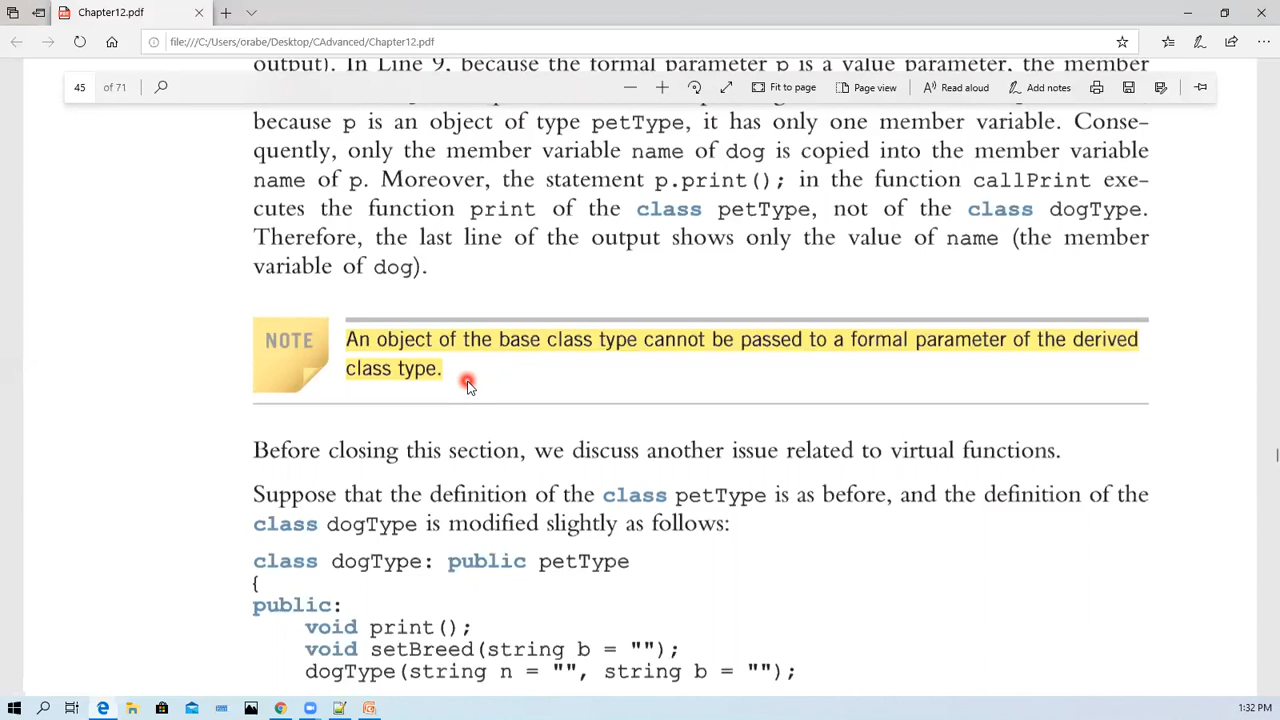 Chapter12.pdf
file:///C:/Users/orabe/Desktop/CAdvanced/Chapter12.pdf
output). In Line 9, because the formal parameter p is a value parameter, the member
45 of 71 Fit to page Page view Read aloud Add notes
because p is an object of type petType, it has only one member variable. Conse-
quently, only the member variable name of dog is copied into the member variable
name of p. Moreover, the statement p.print(); in the function callPrint exe-
cutes the function print of the class petType, not of the class dogType.
Therefore, the last line of the output shows only the value of name (the member
variable of dog).
NOTE
An object of the base class type cannot be passed to a formal parameter of the derived
class type.
Before closing this section, we discuss another issue related to virtual functions.
Suppose that the definition of the class petType is as before, and the definition of the
class dogType is modified slightly as follows:
class dogType: public petType
{
public:
void print();
void setBreed(string b = "");
dogType(string n = "", string b = "");
1:32 PM